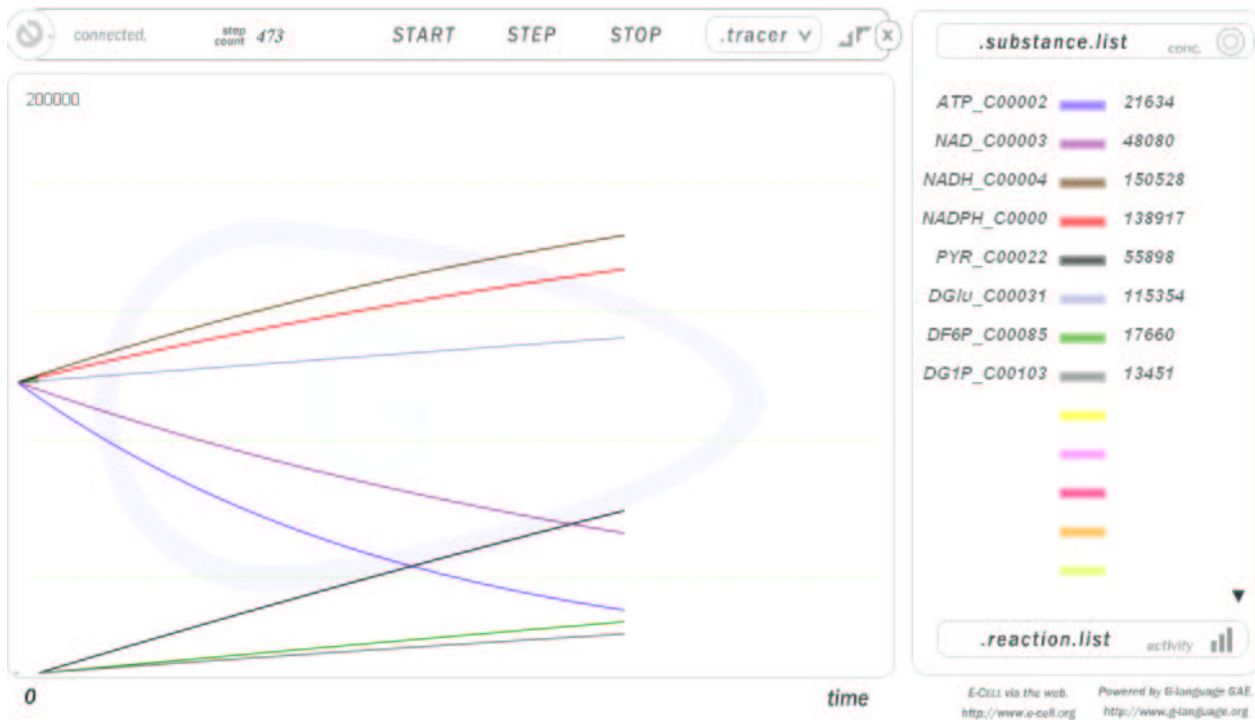 connected. step count 473 START STEP STOP .tracer X
.substance.list conc.
200000
ATP_C00002 21634
NAD_C00003 48080
NADH_C00004 150528
NADPH_C0000 138917
PYR_C00022 55898
DGlu_C00031 115354
DF6P_C00085 17660
DG1P_C00103 13451
.reaction.list activity
0 time
E-CELL via the web. Powered by G-language GAE.
http://www.e-cell.org http://www.g-language.org